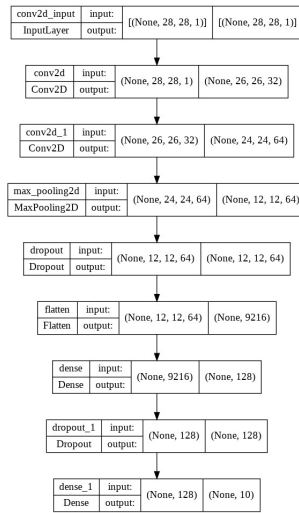 conv2d_input input: [(None, 28, 28, 1)] [(None, 28, 28, 1)]
InputLayer output:
conv2d input: (None, 28, 28, 1) (None, 26, 26, 32)
Conv2D output:
conv2d_1 input: (None, 26, 26, 32) (None, 24, 24, 64)
Conv2D output:
max_pooling2d input: (None, 24, 24, 64) (None, 12, 12, 64)
MaxPooling2D output:
dropout input: (None, 12, 12, 64) (None, 12, 12, 64)
Dropout output:
flatten input: (None, 12, 12, 64) (None, 9216)
Flatten output:
dense input: (None, 9216) (None, 128)
Dense output:
dropout_1 input: (None, 128) (None, 128)
Dropout output:
dense_1 input: (None, 128) (None, 10)
Dense output: